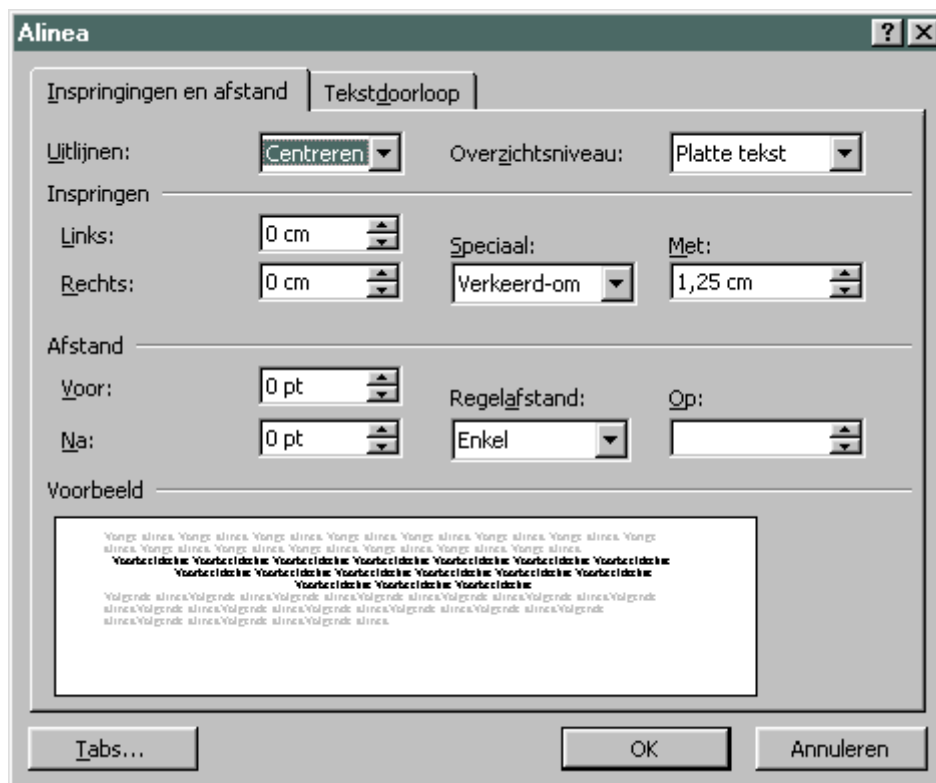 Alinea
Inspringingen en afstand
Tekstdoorloop
Uitlijnen: Centreren Overzichtsniveau: Platte tekst
Inspringen
Links: 0 cm
Rechts: 0 cm
Speciaal: Met:
Verkeerd-om 1,25 cm
Afstand
Voor: 0 pt
Na: 0 pt
Regelafstand: Op:
Enkel
Voorbeeld
Tabs... OK Annuleren